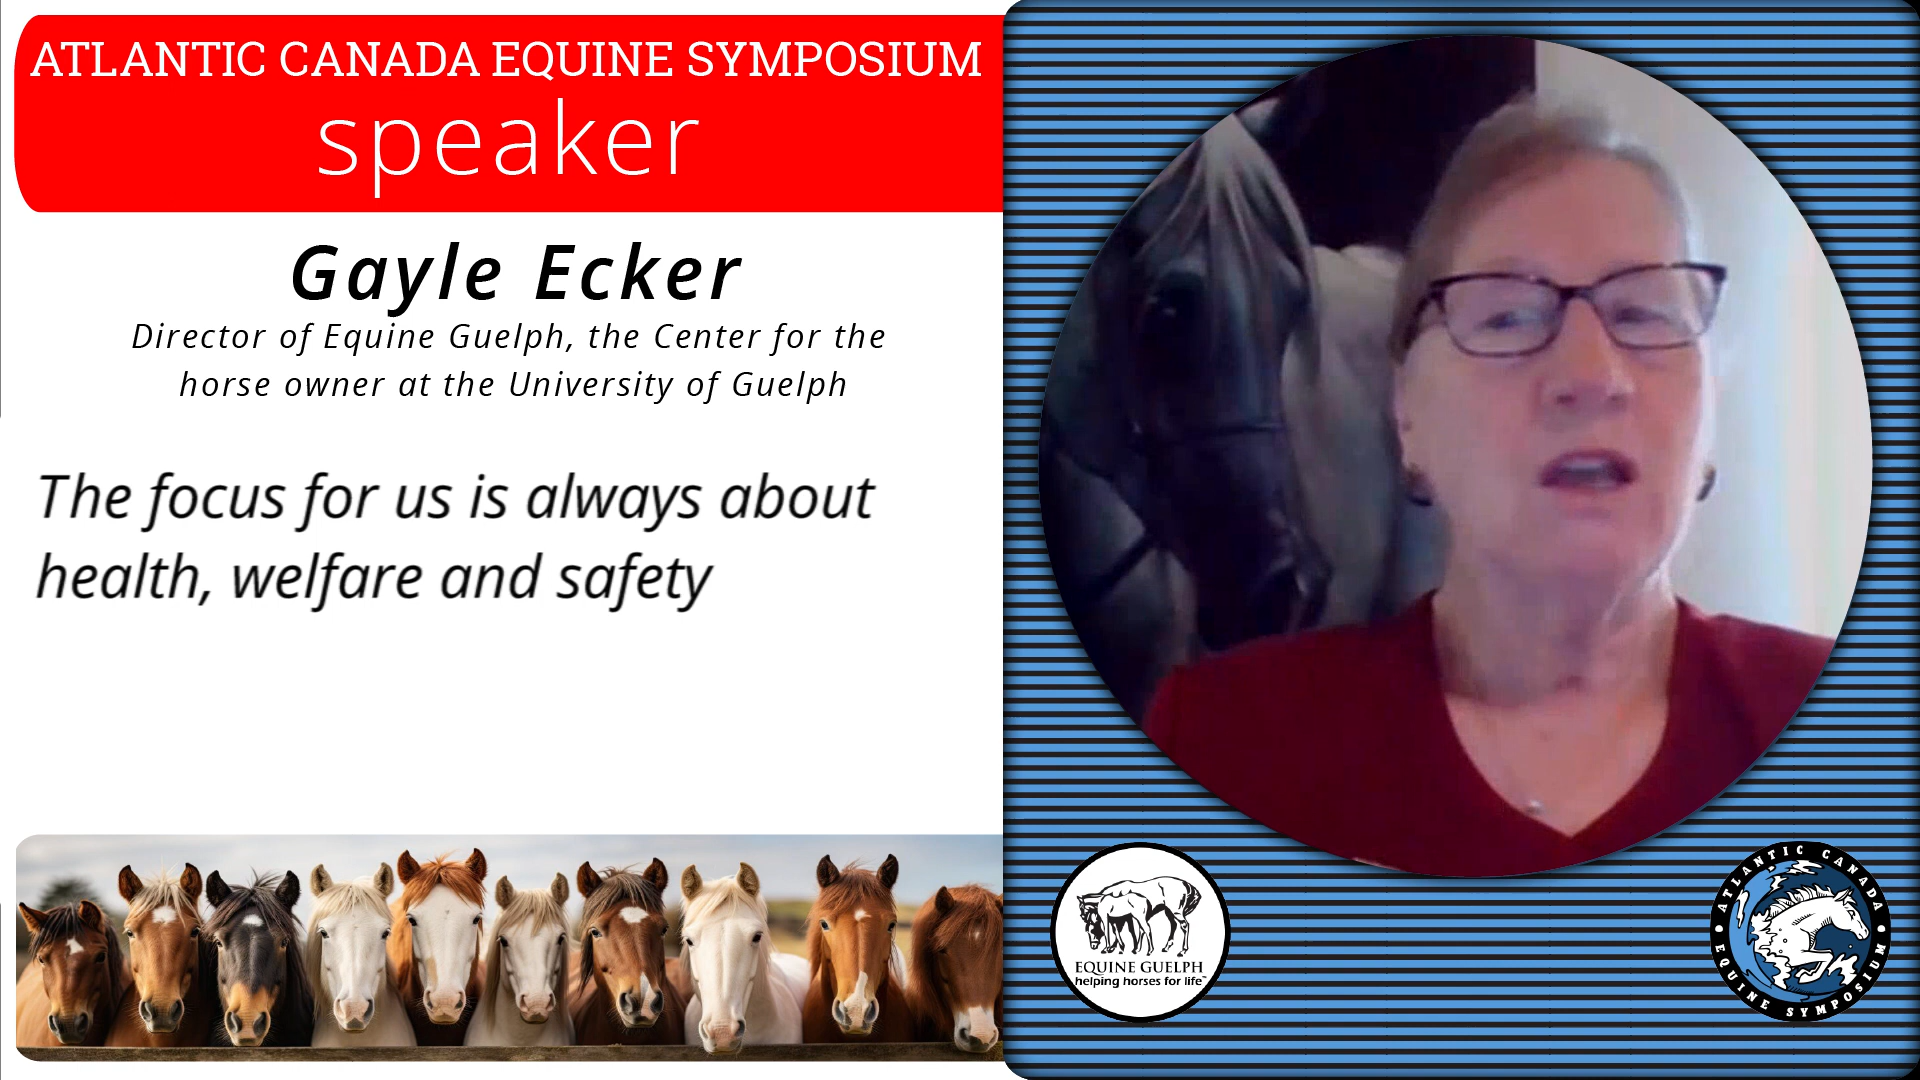 ATLANTIC CANADA EQUINE SYMPOSIUM
speaker
Gayle Ecker
Director of Equine Guelph, the Center for the
horse owner at the University of Guelph
The focus for us is always about
health, welfare and safety
EQUINE GUELPH
helping horses for life™
ATLANTIC CANADA
EQUINE SYMPOSIUM